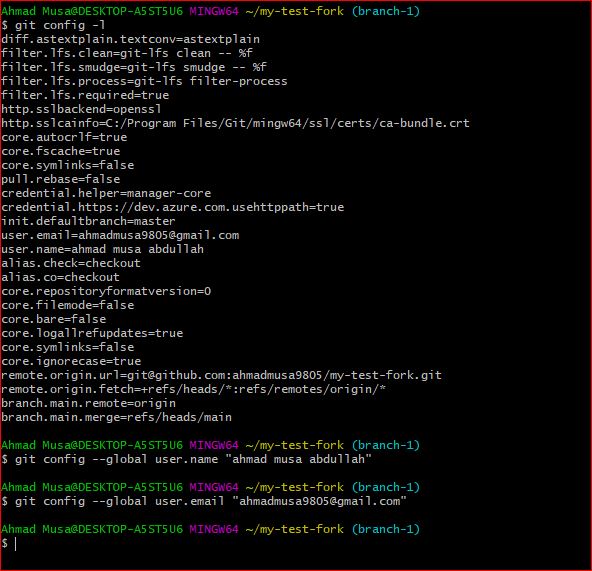 Ahmad Musa@DESKTOP-A5ST5U6 MINGW64 ~/my-test-fork (branch-1)
$ git config -l
diff.astextplain.textconv=astextplain
filter.lfs.clean=git-lfs clean -- %f
filter.lfs.smudge=git-lfs smudge -- %f
filter.lfs.process=git-lfs filter-process
filter.lfs.required=true
http.sslbackend=openssl
http.sslcainfo=C:/Program Files/Git/mingw64/ssl/certs/ca-bundle.crt
core.autocrlf=true
core.fscache=true
core.symlinks=false
pull.rebase=false
credential.helper=manager-core
credential.https://dev.azure.com.usehttppath=true
init.defaultbranch=master
user.email=ahmadmusa9805@gmail.com
user.name=ahmad musa abdullah
alias.check=checkout
alias.co=checkout
core.repositoryformatversion=0
core.filemode=false
core.bare=false
core.logallrefupdates=true
core.symlinks=false
core.ignorecase=true
remote.origin.url=git@github.com:ahmadmusa9805/my-test-fork.git
remote.origin.fetch=+refs/heads/*:refs/remotes/origin/*
branch.main.remote=origin
branch.main.merge=refs/heads/main
Ahmad Musa@DESKTOP-A5ST5U6 MINGW64 ~/my-test-fork (branch-1)
$ git config --global user.name "ahmad musa abdullah"
Ahmad Musa@DESKTOP-A5ST5U6 MINGW64 ~/my-test-fork (branch-1)
$ git config --global user.email "ahmadmusa9805@gmail.com"
Ahmad Musa@DESKTOP-A5ST5U6 MINGW64 ~/my-test-fork (branch-1)
$